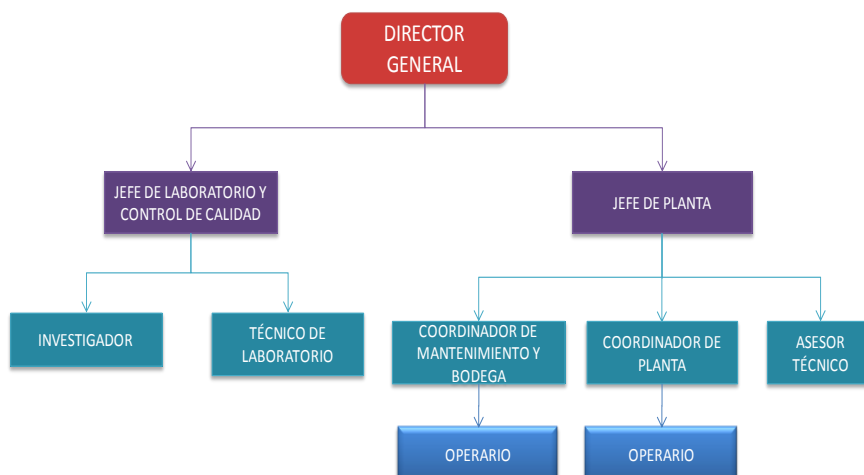 DIRECTOR
GENERAL
JEFE DE LABORATORIO Y
CONTROL DE CALIDAD
JEFE DE PLANTA
INVESTIGADOR
TÉCNICO DE
LABORATORIO
COORDINADOR DE
MANTENIMIENTO Y
BODEGA
COORDINADOR DE
PLANTA
ASESOR
TÉCNICO
OPERARIO
OPERARIO